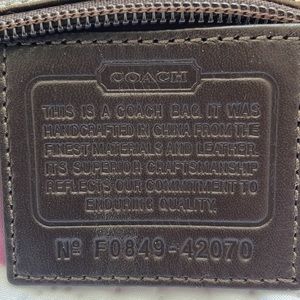 COACH
THIS IS A COACH BAG. IT WAS
HANDCRAFTED IN CHINA FROM THE
FINEST MATERIALS AND LEATHER.
ITS SUPERIOR CRAFTSMANSHIP
REFLECTS OUR COMMITMENT TO
ENDURING QUALITY.
Nº F0849-42070